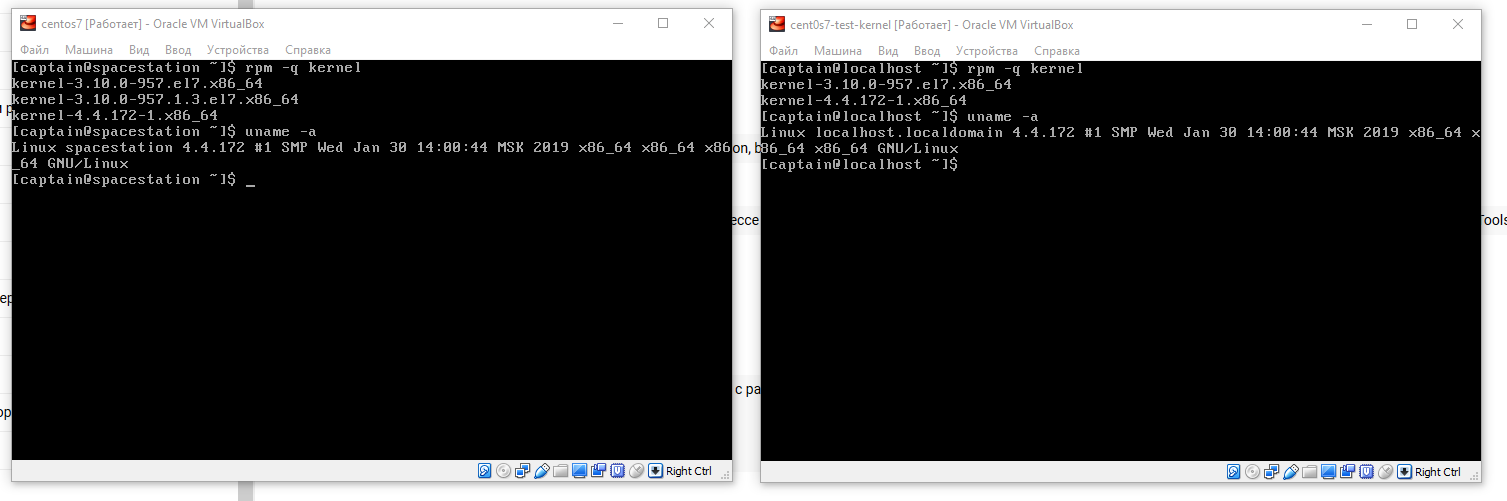 centos7 [Работает] - Oracle VM VirtualBox
Файл Машина Вид Ввод Устройства Справка
[captain@spacestation ~]$ rpm -q kernel
kernel-3.10.0-957.el7.x86_64
kernel-3.10.0-957.1.3.el7.x86_64
kernel-4.4.172-1.x86_64
[captain@spacestation ~]$ uname -a
Linux spacestation 4.4.172 #1 SMP Wed Jan 30 14:00:44 MSK 2019 x86_64 x86_64 x86
_64 GNU/Linux
[captain@spacestation ~]$ _
Right Ctrl
on, b
ecce
с ра
cent0s7-test-kernel [Работает] - Oracle VM VirtualBox
Файл Машина Вид Ввод Устройства Справка
[captain@localhost ~]$ rpm -q kernel
kernel-3.10.0-957.el7.x86_64
kernel-4.4.172-1.x86_64
[captain@localhost ~]$ uname -a
Linux localhost.localdomain 4.4.172 #1 SMP Wed Jan 30 14:00:44 MSK 2019 x86_64 x
86_64 x86_64 GNU/Linux
[captain@localhost ~]$
Right Ctrl
Tools